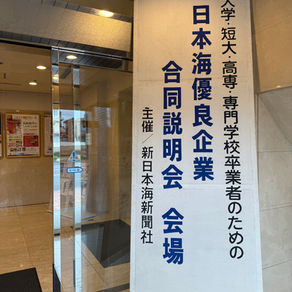 大学・短大・高専・専門学校卒業者のための
日本海優良企業
合同説明会 会場
主催/新日本海新聞社